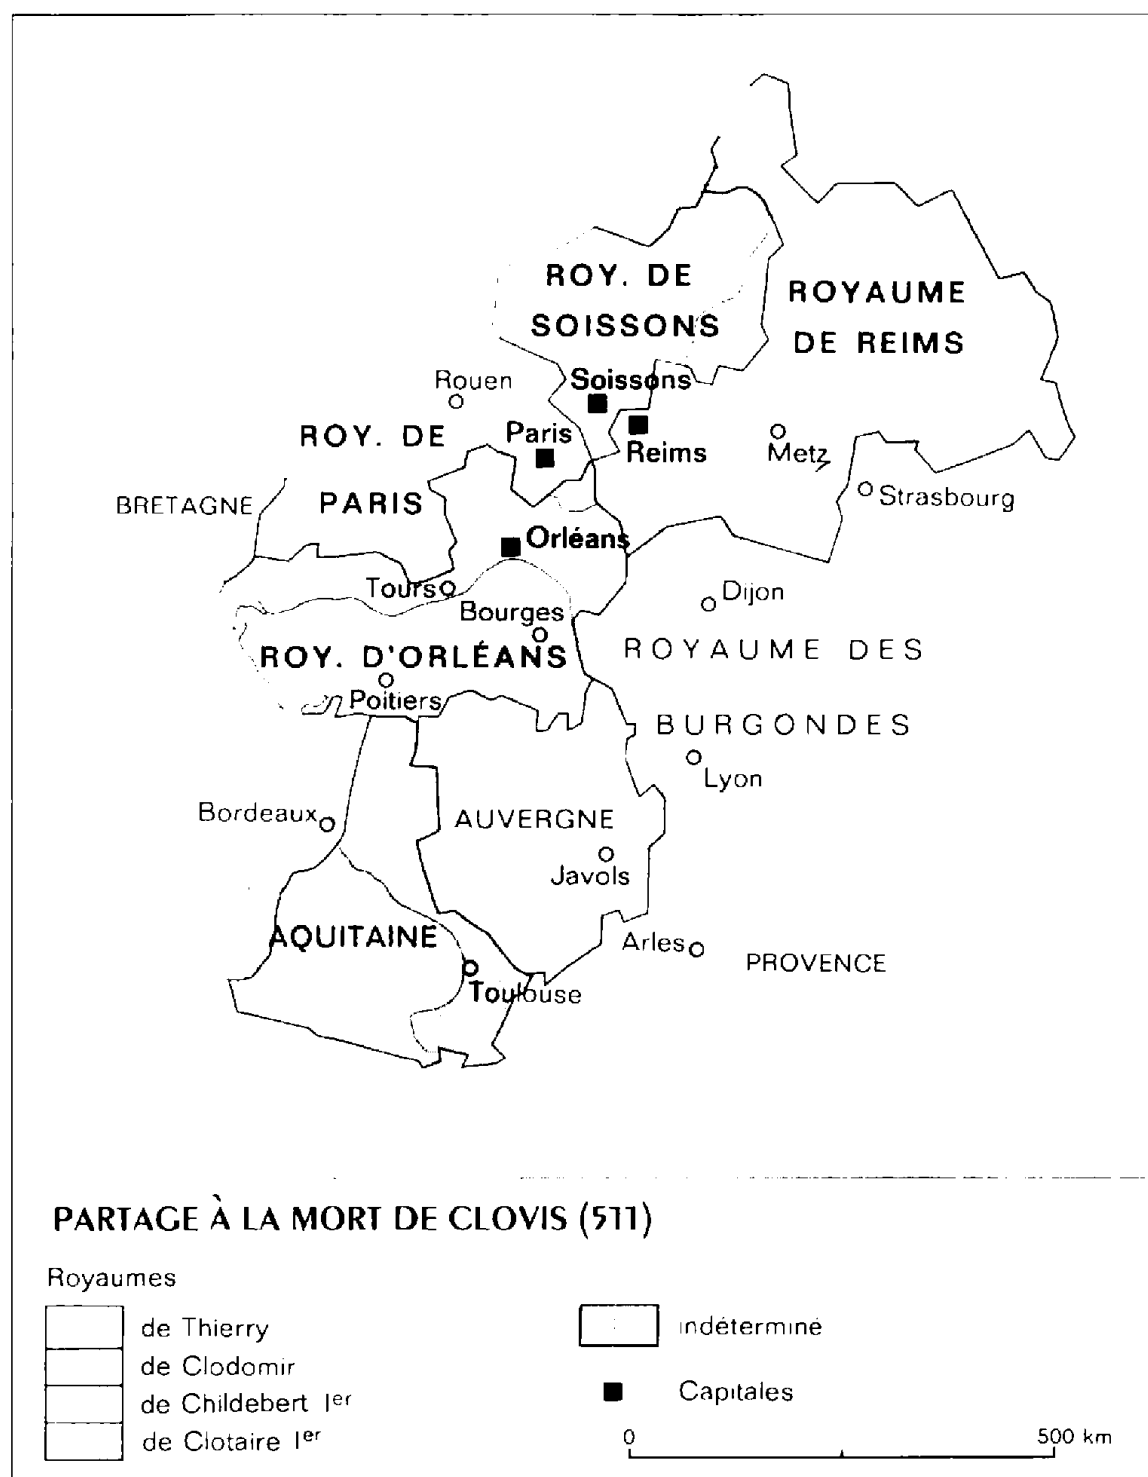 ROY. DE
SOISSONS
ROYAUME
DE REIMS
Soissons
Rouen
ROY. DE
Paris
Reims
Metz
BRETAGNE
PARIS
Strasbourg
Orléans
Tours
Dijon
Bourges
ROY. D'ORLÉANS
ROYAUME DES
Poitiers
BURGONDES
Lyon
Bordeaux
AUVERGNE
Javols
AQUITAINE
Arles
PROVENCE
Toulouse
PARTAGE À LA MORT DE CLOVIS (511)
Royaumes
de Thierry
de Clodomir
de Childebert Ier
de Clotaire Ier
indéterminé
Capitales
0
500 km